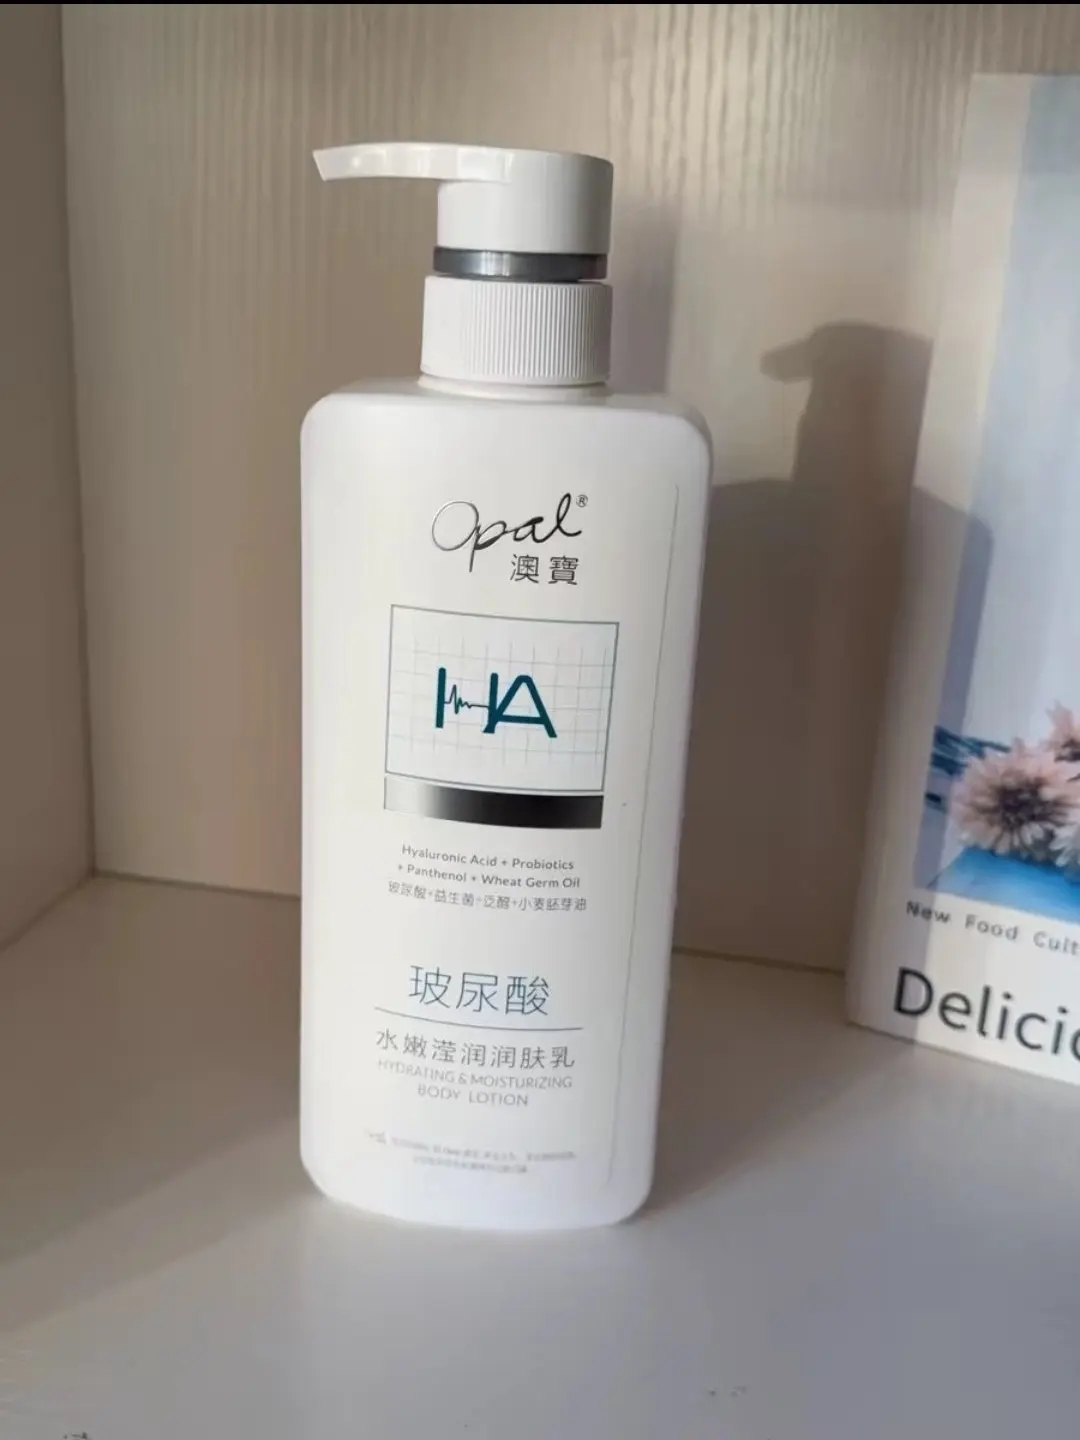 Opal®
澳寶
HA
Hyaluronic Acid + Probiotics
+ Panthenol + Wheat Germ Oil
玻尿酸+益生菌+泛醇+小麦胚芽油
玻尿酸
水嫩滢润润肤乳
HYDRATING & MOISTURIZING
BODY LOTION
New Food Cult
Delici